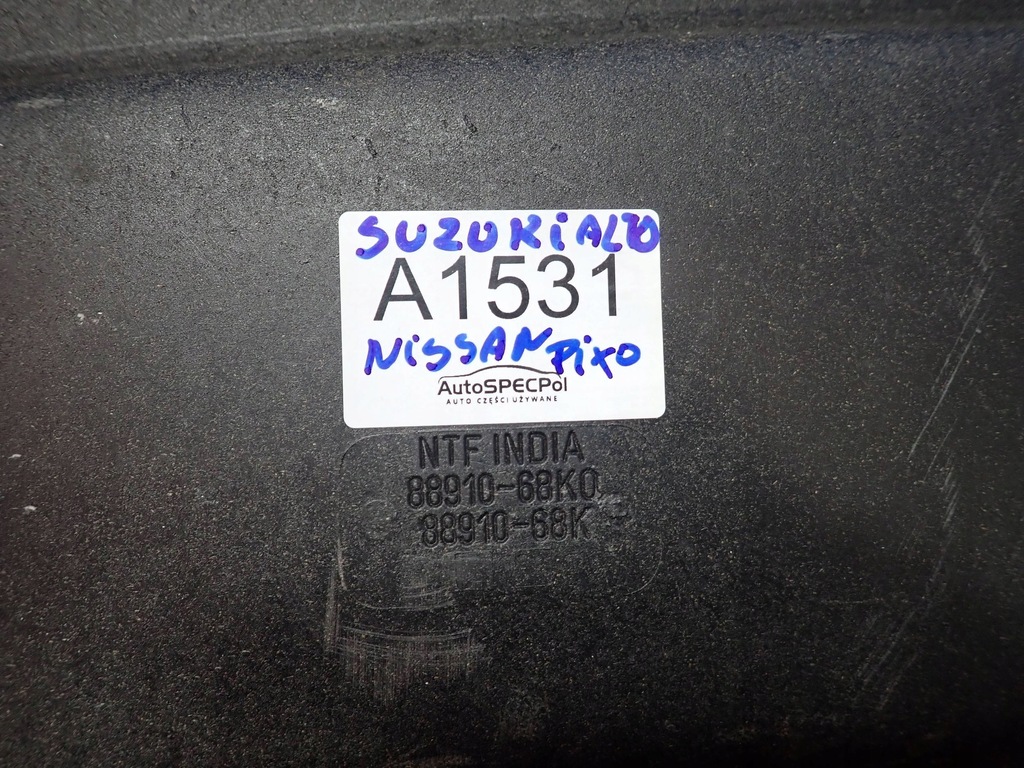 SUZUKi ALTO
A1531
NiSSAN PiXO
AutoSPECPol
AUTO CZĘŚCI UŻYWANE
NTF INDIA
88910-68K0
88910-68K